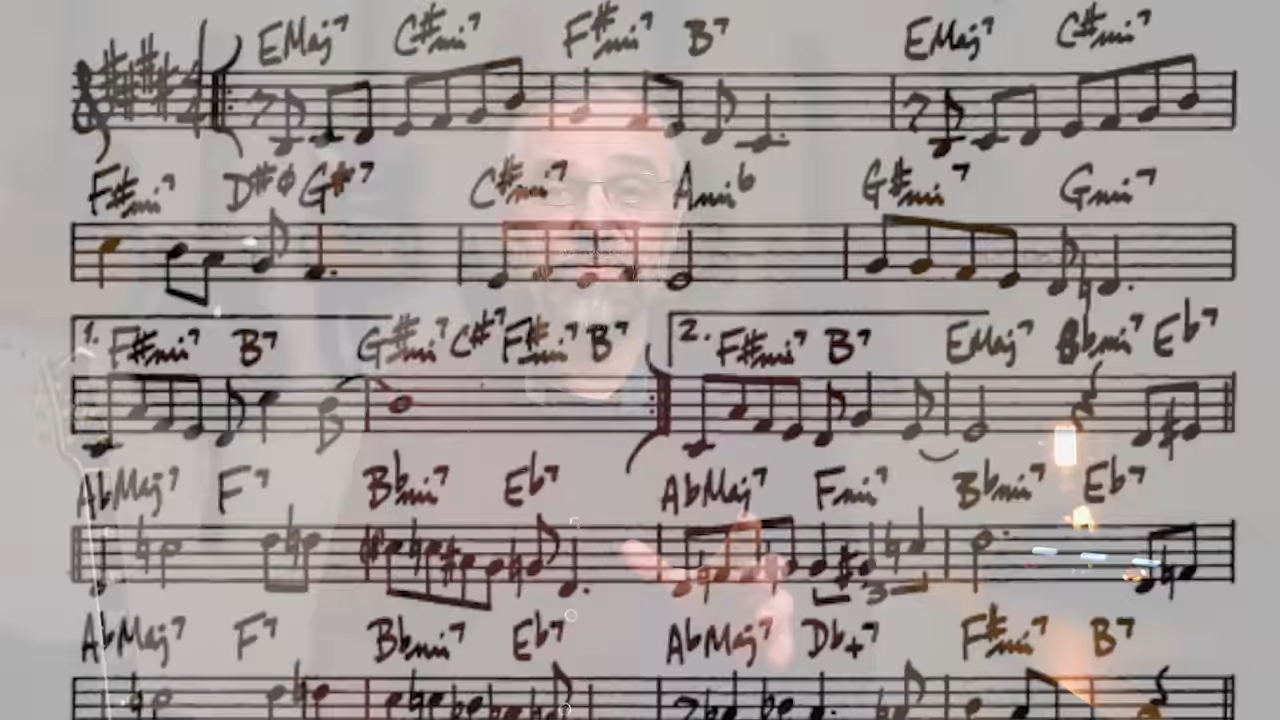 EMaj7 C#mi7 F#mi7 B7 EMaj7 C#mi7
F#mi7 D#ø G#7 C#mi7 Ami6 G#mi7 Gmi7
1. F#mi7 B7 G#mi7 C#7 F#mi7 B7 2. F#mi7 B7 EMaj7 Bbmi7 Eb7
AbMaj7 F7 Bbmi7 Eb7 AbMaj7 Fmi7 Bbmi7 Eb7
3
AbMaj7 F7 Bbmi7 Eb7 AbMaj7 Db+7 F#mi7 B7